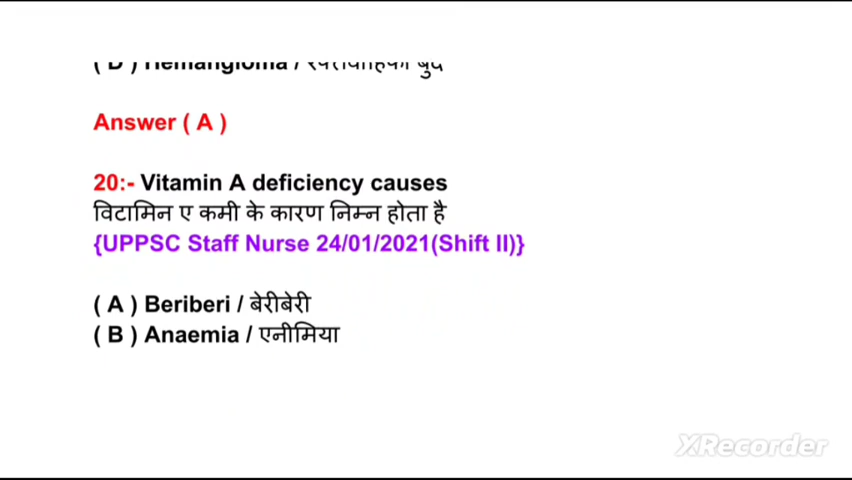 Answer ( A )
20:- Vitamin A deficiency causes
विटामिन ए कमी के कारण निम्न होता है
{UPPSC Staff Nurse 24/01/2021(Shift II)}
( A ) Beriberi / बेरीबेरी
( B ) Anaemia / एनीमिया
XRecorder